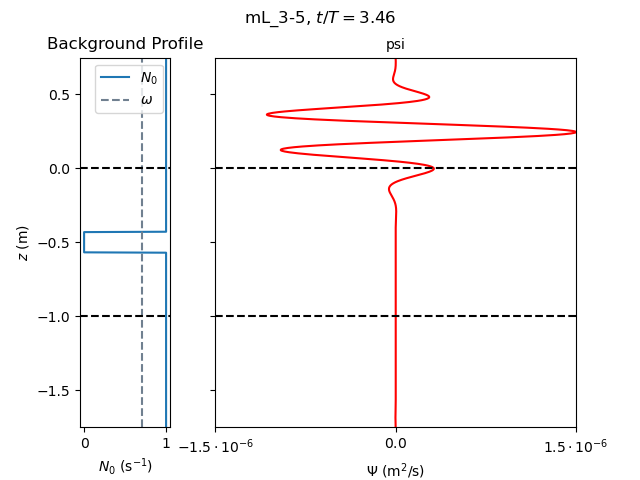 mL_3-5, t/T = 3.46
Background Profile
psi
N₀
ω
0.5
0.0
−0.5
−1.0
−1.5
z (m)
0
1
N₀ (s⁻¹)
−1.5 · 10⁻⁶
0.0
1.5 · 10⁻⁶
Ψ (m²/s)